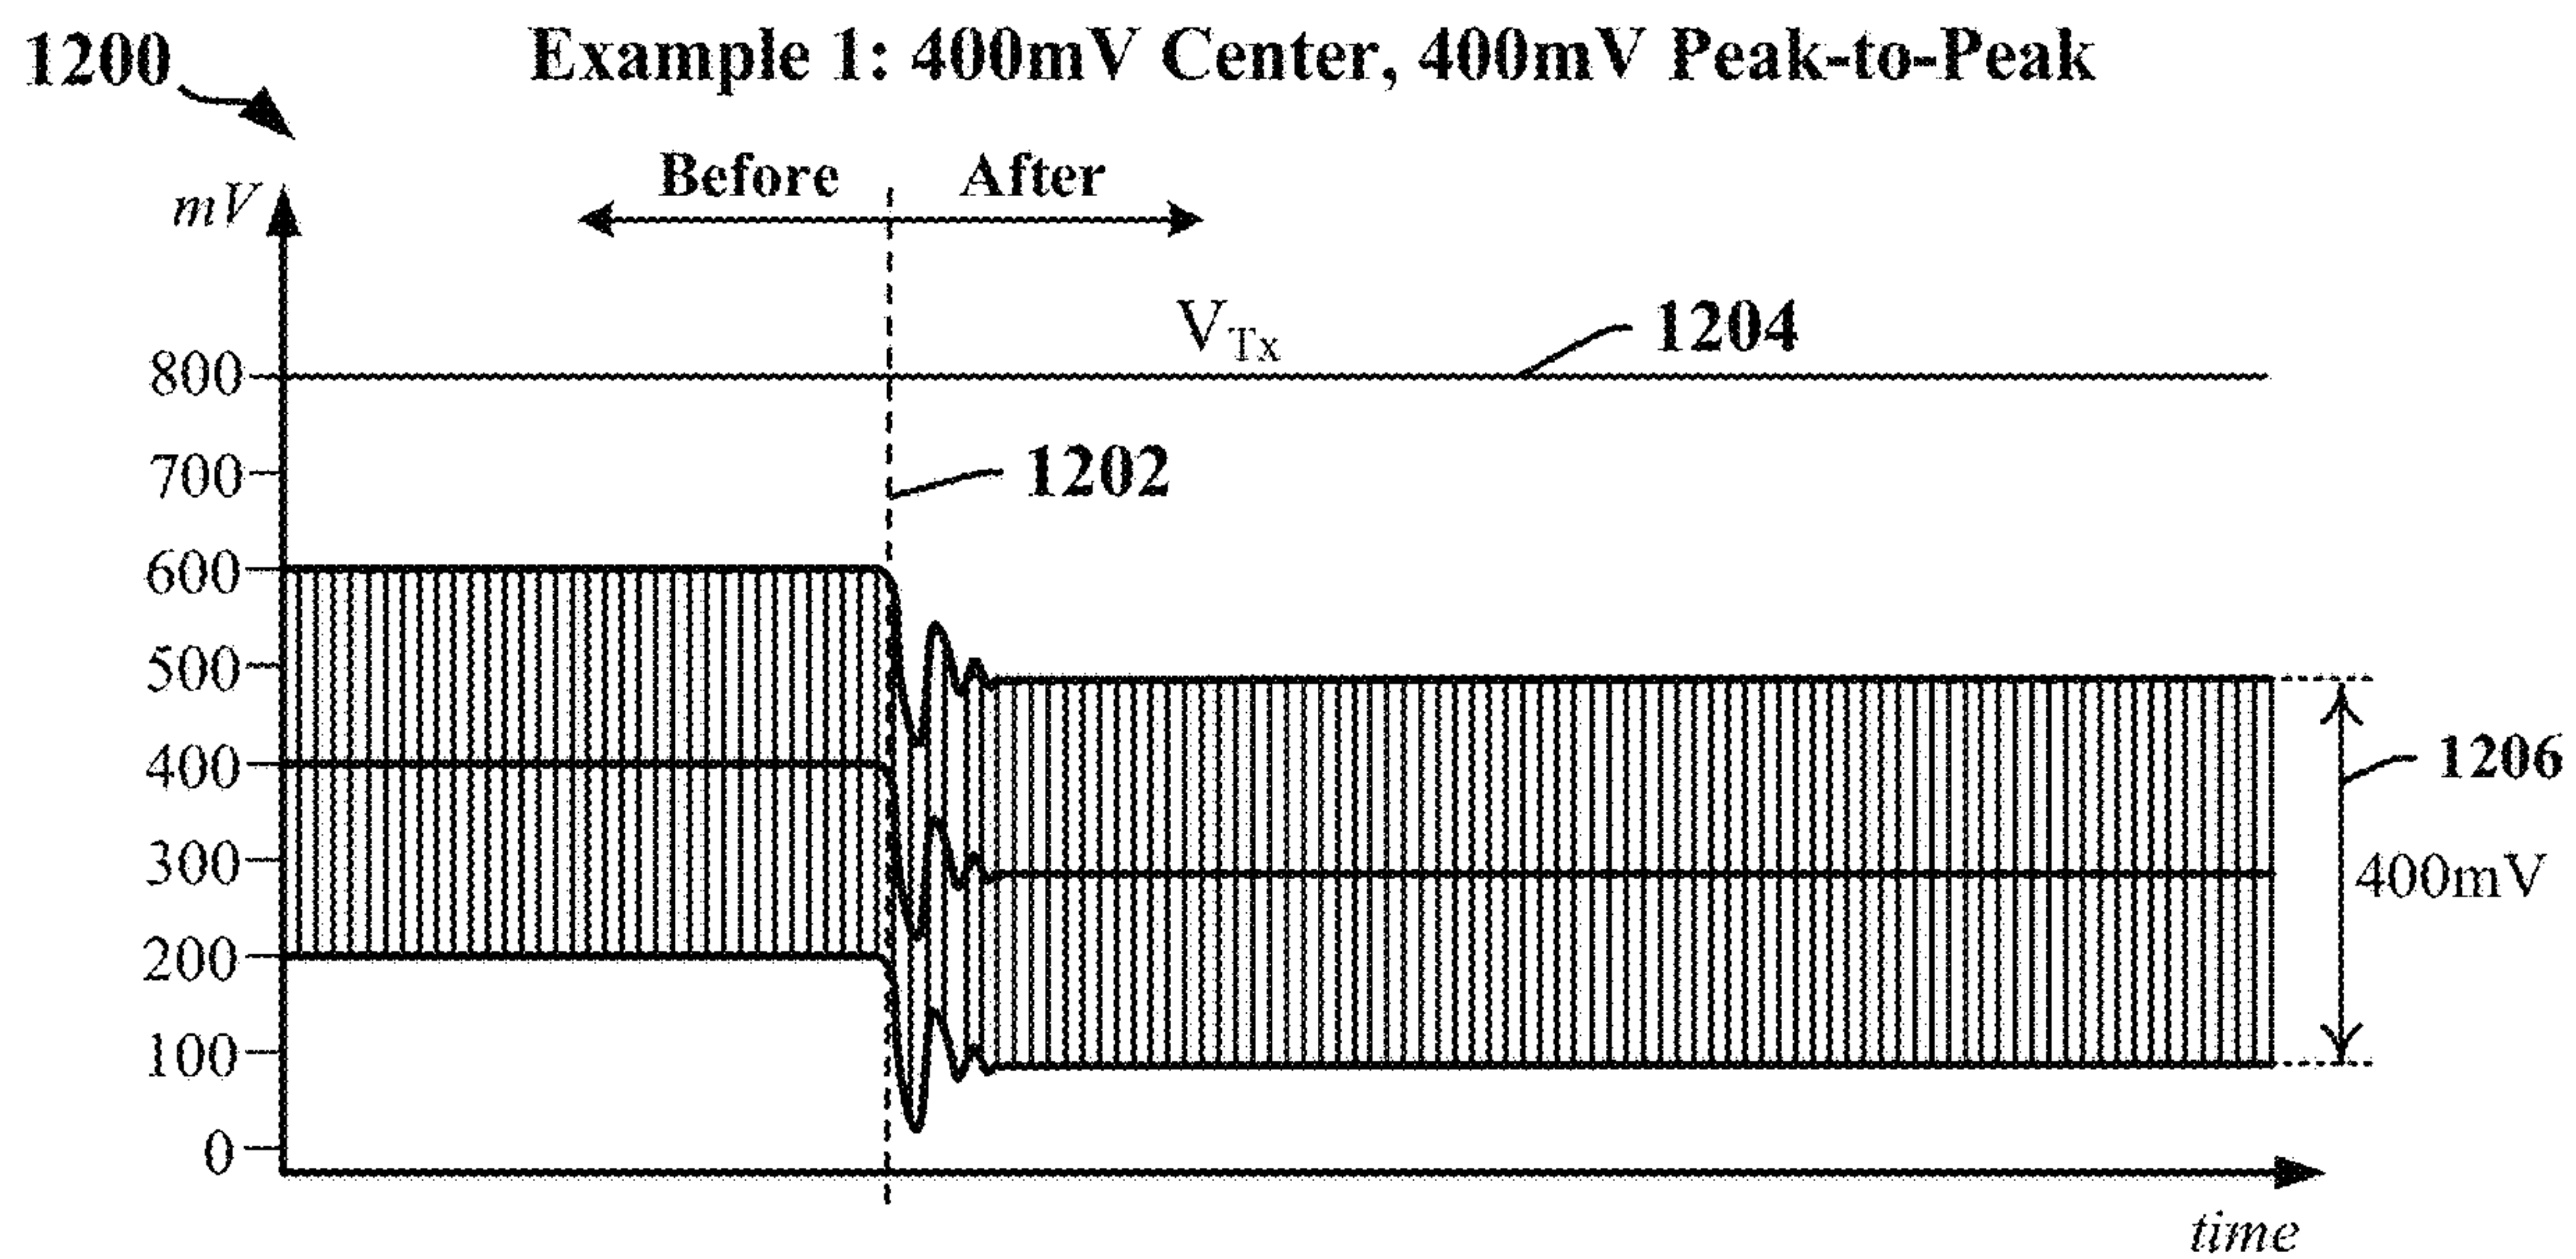 1200
Example 1: 400mV Center, 400mV Peak-to-Peak
Before
After
mV
VTx
1204
800
700
1202
600
500
400
1206
300
400mV
200
100
0
time